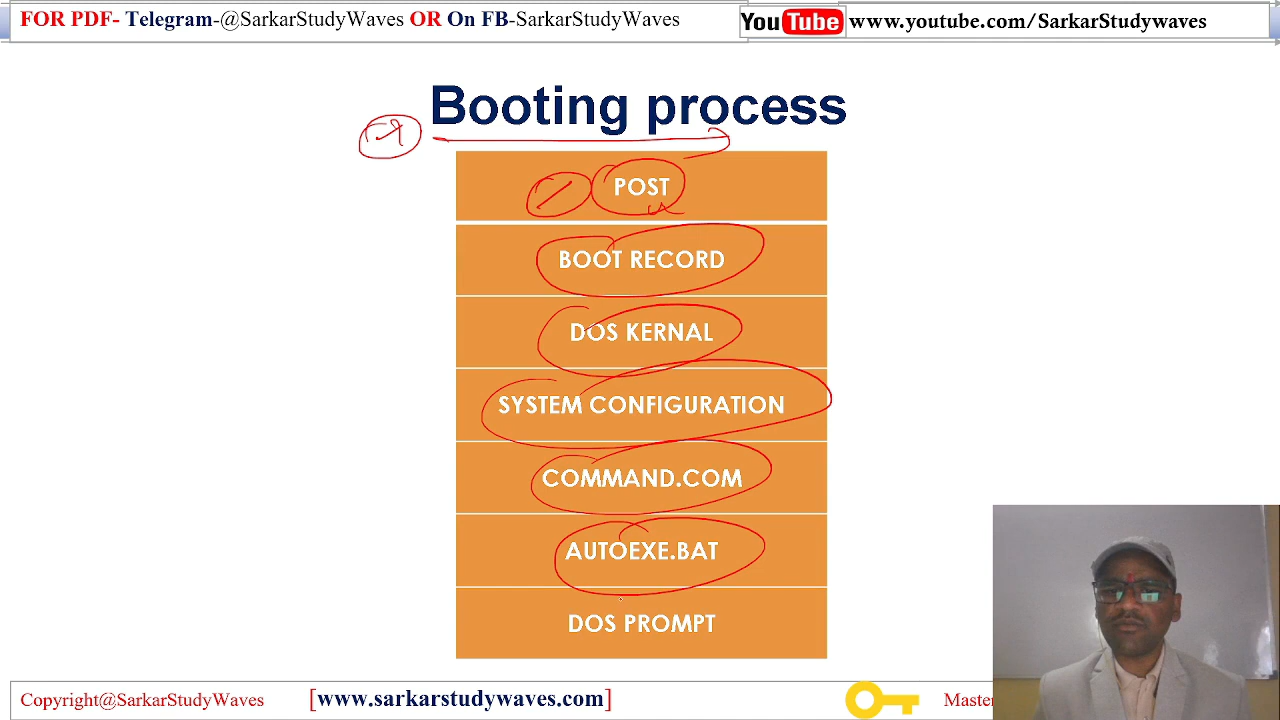 FOR PDF- Telegram-@SarkarStudyWaves OR On FB-SarkarStudyWaves
YouTube www.youtube.com/SarkarStudywaves
Booting process
POST
BOOT RECORD
DOS KERNAL
SYSTEM CONFIGURATION
COMMAND.COM
AUTOEXE.BAT
DOS PROMPT
Copyright@SarkarStudyWaves [www.sarkarstudywaves.com] Master